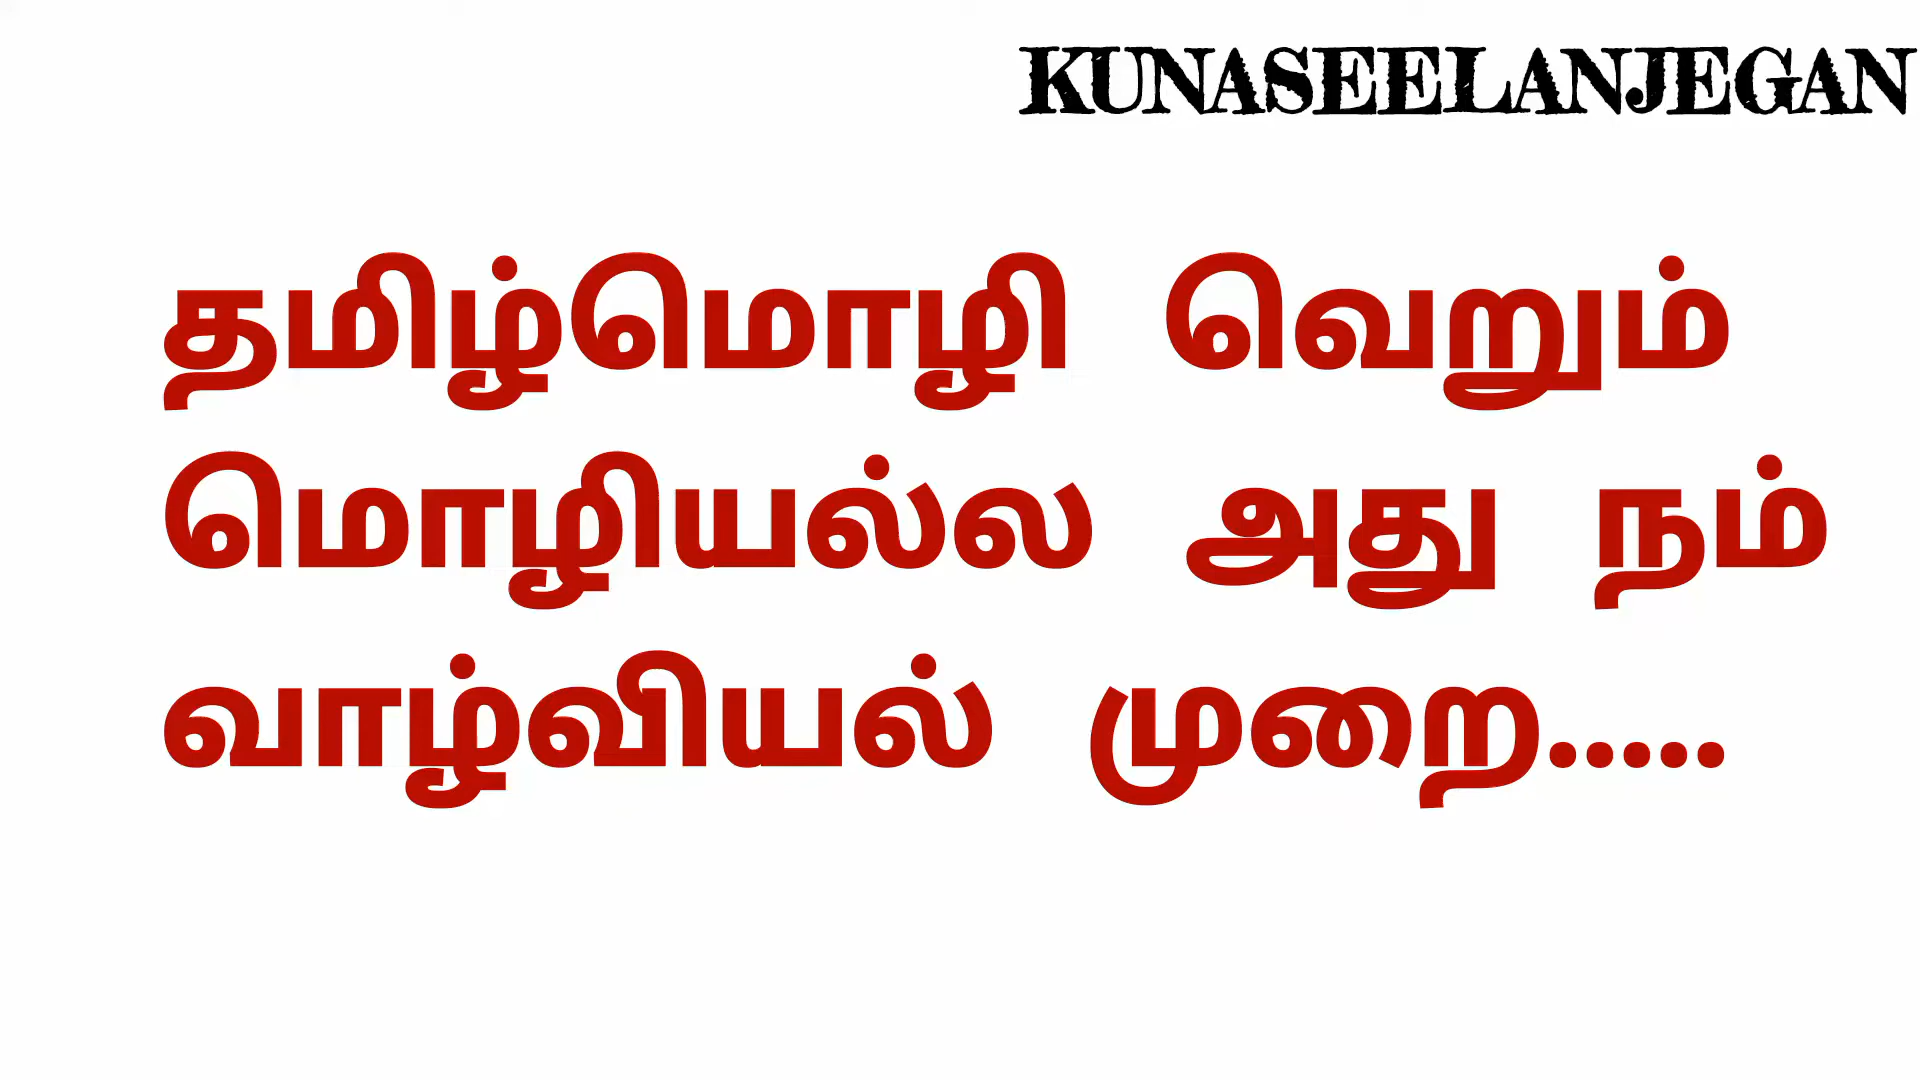 KUNASEELANJEGAN
தமிழ்மொழி வெறும்
மொழியல்ல அது நம்
வாழ்வியல் முறை.....